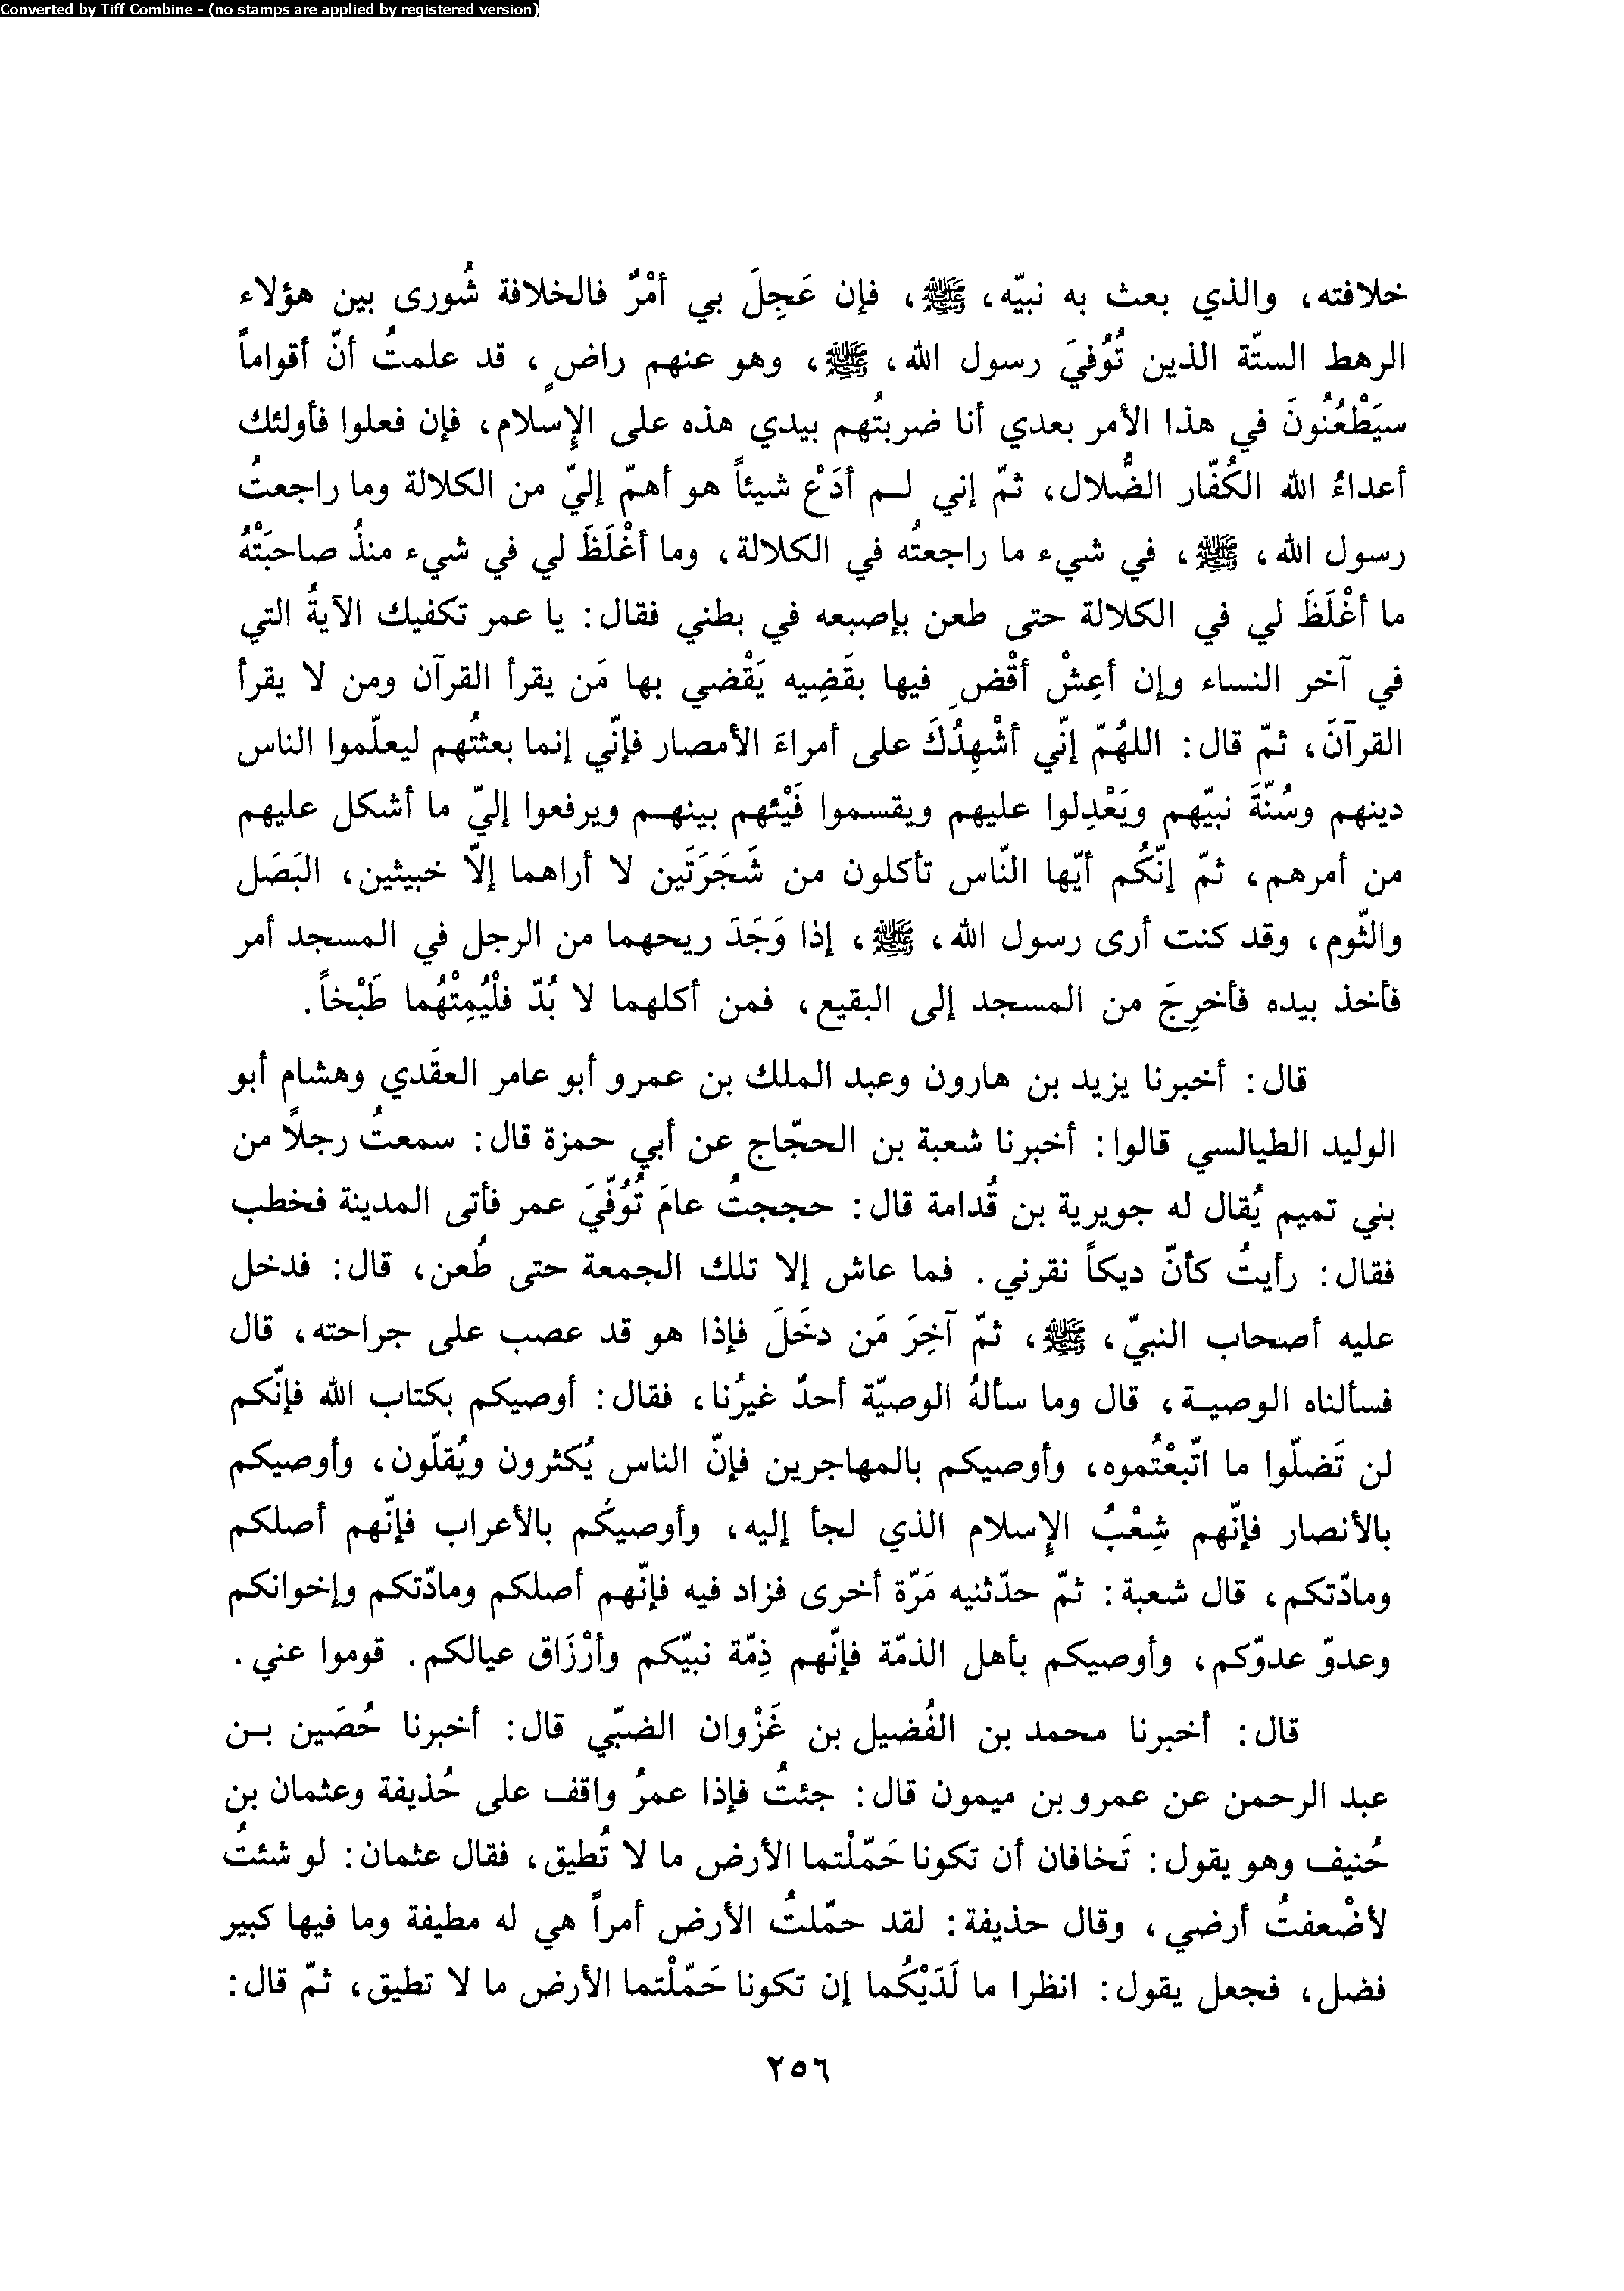 Converted by Tiff Combine - (no stamps are applied by registered version)
خلافته، والذي بعث به نبيّه، ﷺ، فإن عَجِلَ بي أمْرٌ فالخلافة شُورى بين هؤلاء
الرهط الستّة الذين تُوُفيَ رسول الله، ﷺ، وهو عنهم راضٍ، قد علمتُ أنّ أقواماً
سيَطْعُنُونَ في هذا الأمر بعدي أنا ضربتُهم بيدي هذه على الإسلام، فإن فعلوا فأولئك
أعداءُ الله الكُفّار الضُّلال، ثمّ إني لم أدَعْ شيئاً هو أهمّ إليّ من الكلالة وما راجعتُ
رسول الله، ﷺ، في شيء ما راجعتُه في الكلالة، وما أغْلَظَ لي في شيء منذُ صاحبَتْهُ
ما أغْلَظَ لي في الكلالة حتى طعن بإصبعه في بطني فقال: يا عمر تكفيك الآيةُ التي
في آخر النساء وإن أعِشْ أقْضِ فيها بقَضِيه يَقْضي بها مَن يقرأ القرآن ومن لا يقرأ
القرآنَ، ثمّ قال: اللهُمّ إنّي أشْهِدُكَ على أمراءَ الأمصار فإنّي إنما بعثتُهم ليعلّموا الناس
دينهم وسُنّةَ نبيّهم ويَعْدِلوا عليهم ويقسموا فَيْئهم بينهم ويرفعوا إليّ ما أشكل عليهم
من أمرهم، ثمّ إنّكُم أيّها النّاس تأكلون من شَجَرَتَين لا أراهما إلّا خبيثين، البَصَل
والثّوم، وقد كنت أرى رسول الله، ﷺ، إذا وَجَدَ ريحهما من الرجل في المسجد أمر
فأخذ بيده فأخرِجَ من المسجد إلى البقيع، فمن أكلهما لا بُدّ فلْيُمِتْهُما طَبْخاً.
قال: أخبرنا يزيد بن هارون وعبد الملك بن عمرو أبو عامر العقَدي وهشام أبو
الوليد الطيالسي قالوا: أخبرنا شعبة بن الحجّاج عن أبي حمزة قال: سمعتُ رجلاً من
بني تميم يُقال له جويرية بن قُدامة قال: حججتُ عامَ تُوُفّيَ عمر فأتى المدينة فخطب
فقال: رأيتُ كأنّ ديكاً نقرني. فما عاش إلا تلك الجمعة حتى طُعن، قال: فدخل
عليه أصحاب النبيّ، ﷺ، ثمّ آخِرَ مَن دخَلَ فإذا هو قد عصب على جراحته، قال
فسألناه الوصية، قال وما سألهُ الوصيّة أحدٌ غيرُنا، فقال: أوصيكم بكتاب الله فإنّكم
لن تَضلّوا ما اتّبعْتُموه، وأوصيكم بالمهاجرين فإنّ الناس يُكثرون ويُقلّون، وأوصيكم
بالأنصار فإنّهم شِعْبُ الإسلام الذي لجأ إليه، وأوصيكُم بالأعراب فإنّهم أصلكم
ومادّتكم، قال شعبة: ثمّ حدّثنيه مَرّة أخرى فزاد فيه فإنّهم أصلكم ومادّتكم وإخوانكم
وعدوّ عدوّكم، وأوصيكم بأهل الذمّة فإنّهم ذِمّة نبيّكم وأرْزَاق عيالكم. قوموا عني.
قال: أخبرنا محمد بن الفُضيل بن غَزْوان الضبّي قال: أخبرنا حُصَين بن
عبد الرحمن عن عمرو بن ميمون قال: جئتُ فإذا عمرُ واقف على حُذيفة وعثمان بن
حُنيف وهو يقول: تَخافان أن تكونا حَمّلْتما الأرض ما لا تُطيق، فقال عثمان: لو شئتُ
لأضْعفتُ أرضي، وقال حذيفة: لقد حمّلتُ الأرض أمراً هي له مطيفة وما فيها كبير
فضل، فجعل يقول: انظرا ما لَدَيْكُما إن تكونا حَمّلْتما الأرض ما لا تطيق، ثمّ قال:
٢٥٦